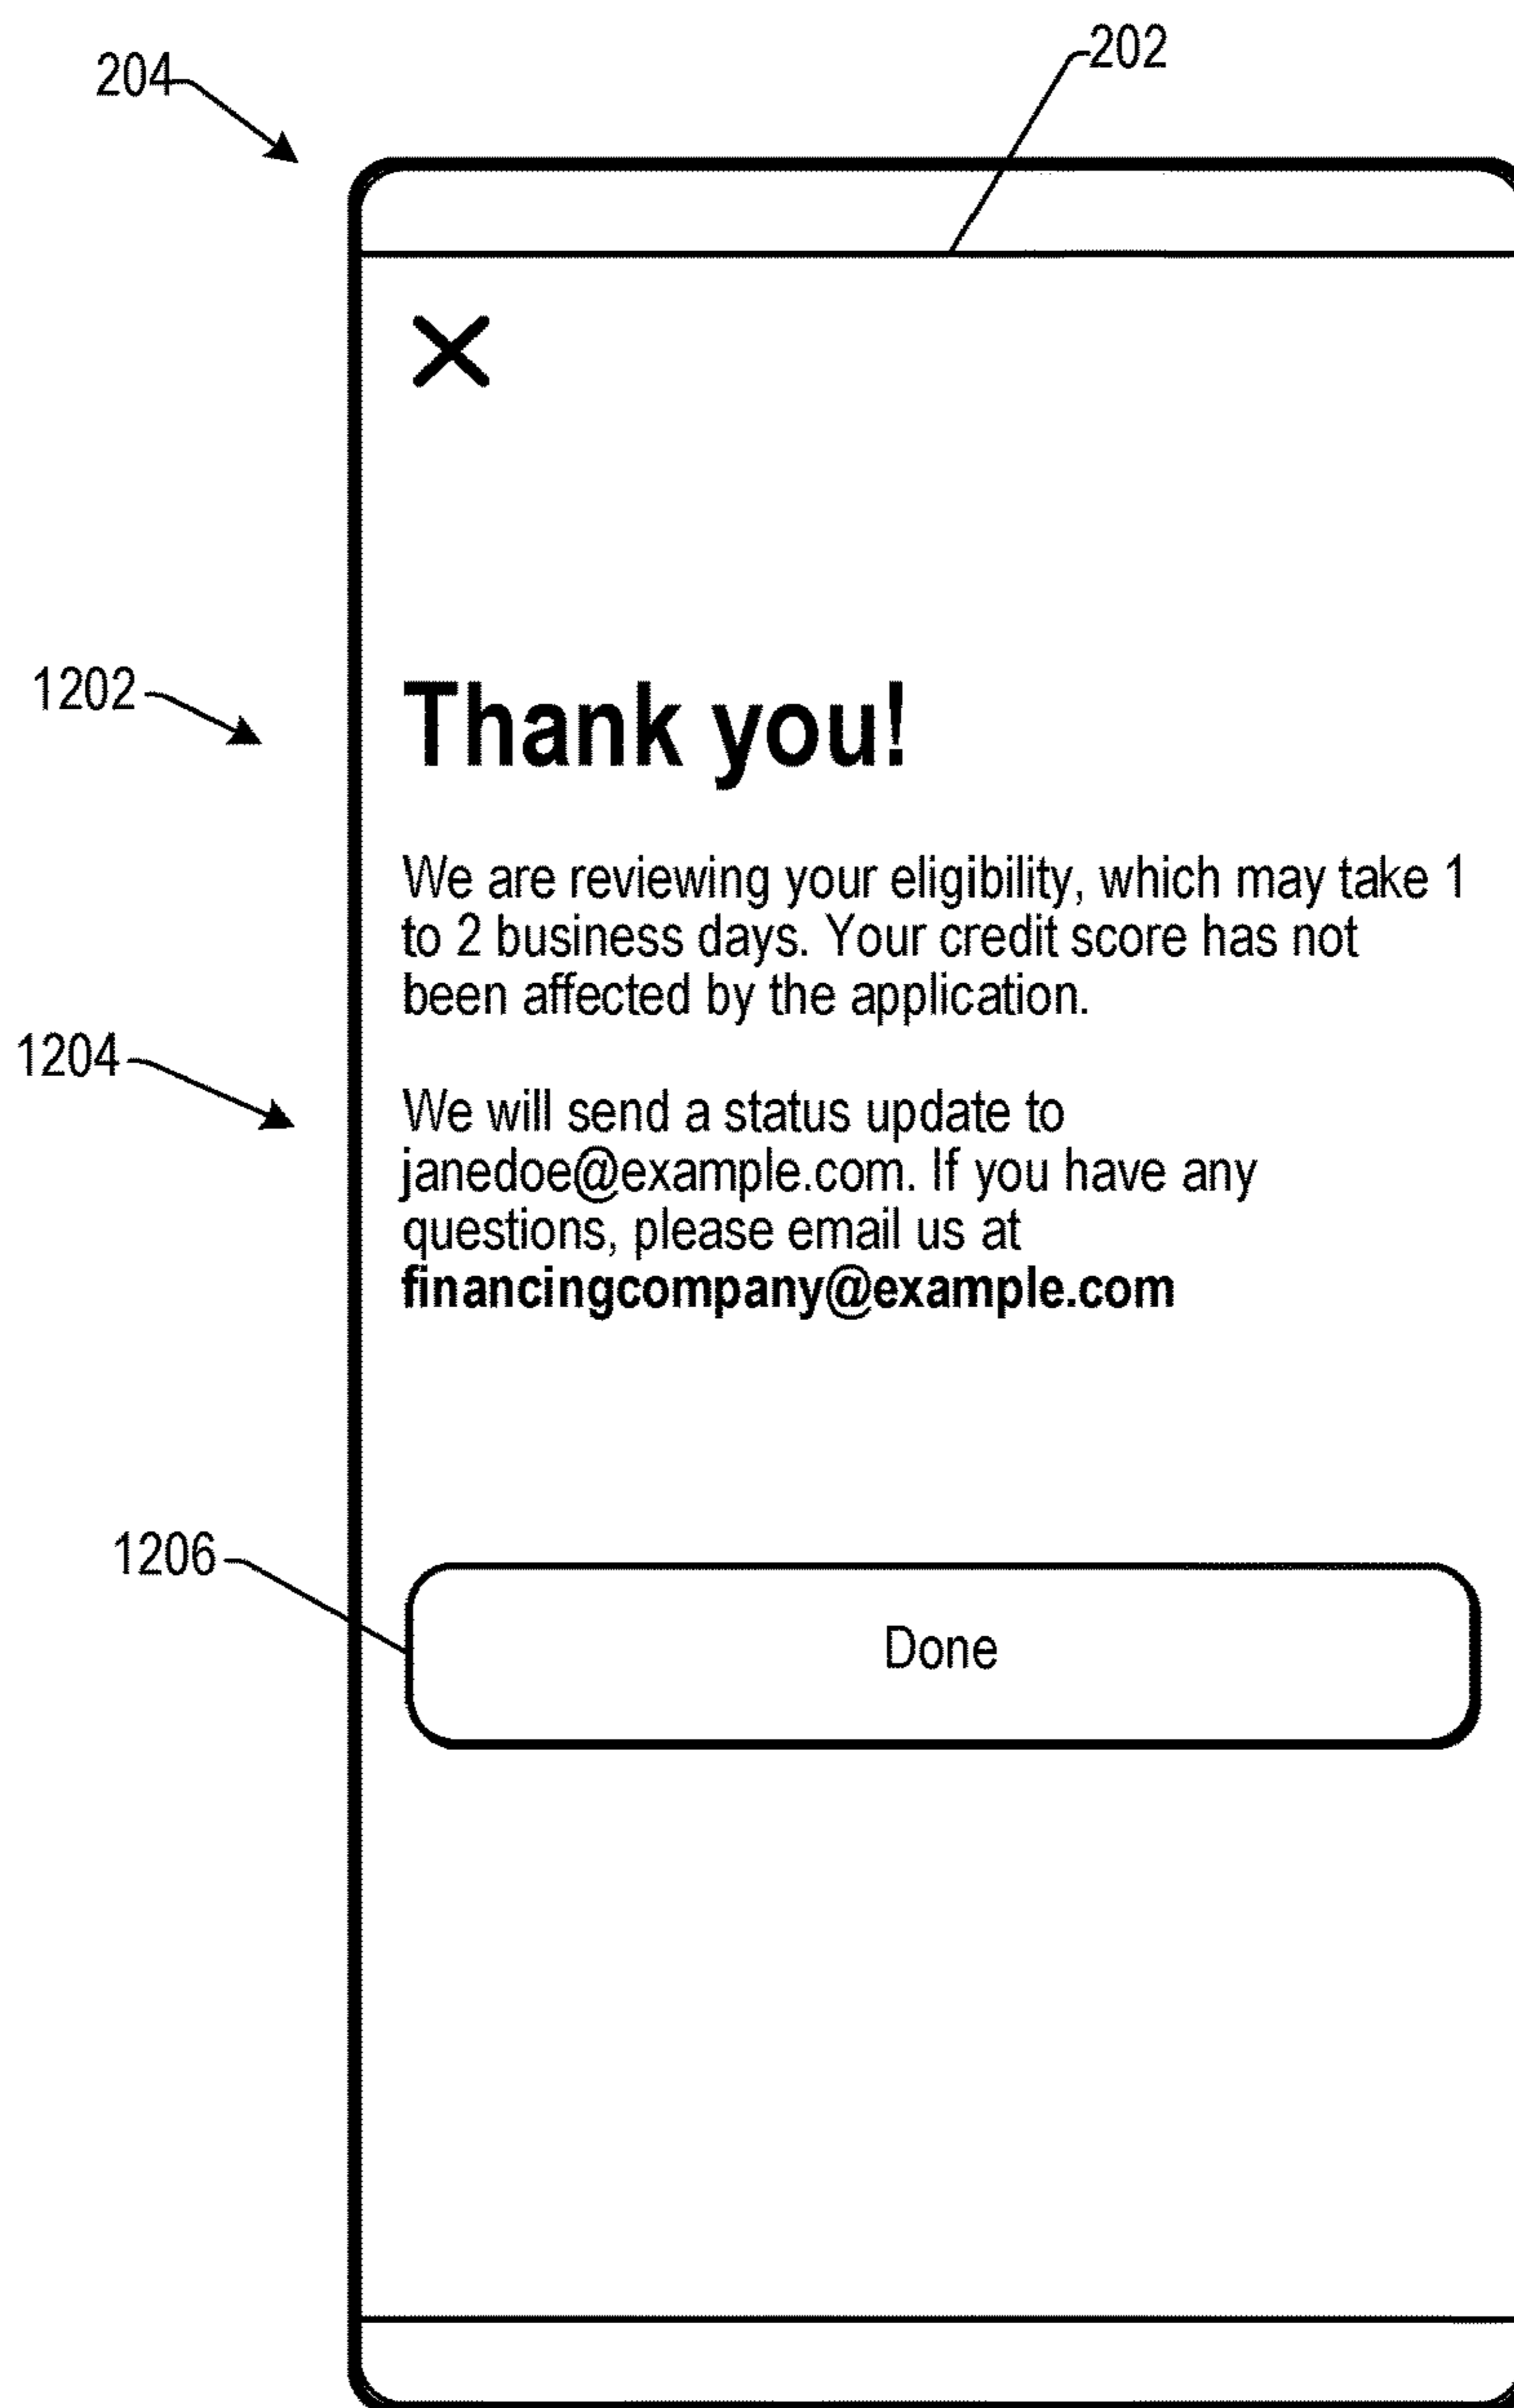 204
202
1202
Thank you!
We are reviewing your eligibility, which may take 1
to 2 business days. Your credit score has not
been affected by the application.
1204
We will send a status update to
janedoe@example.com. If you have any
questions, please email us at
financingcompany@example.com
1206
Done